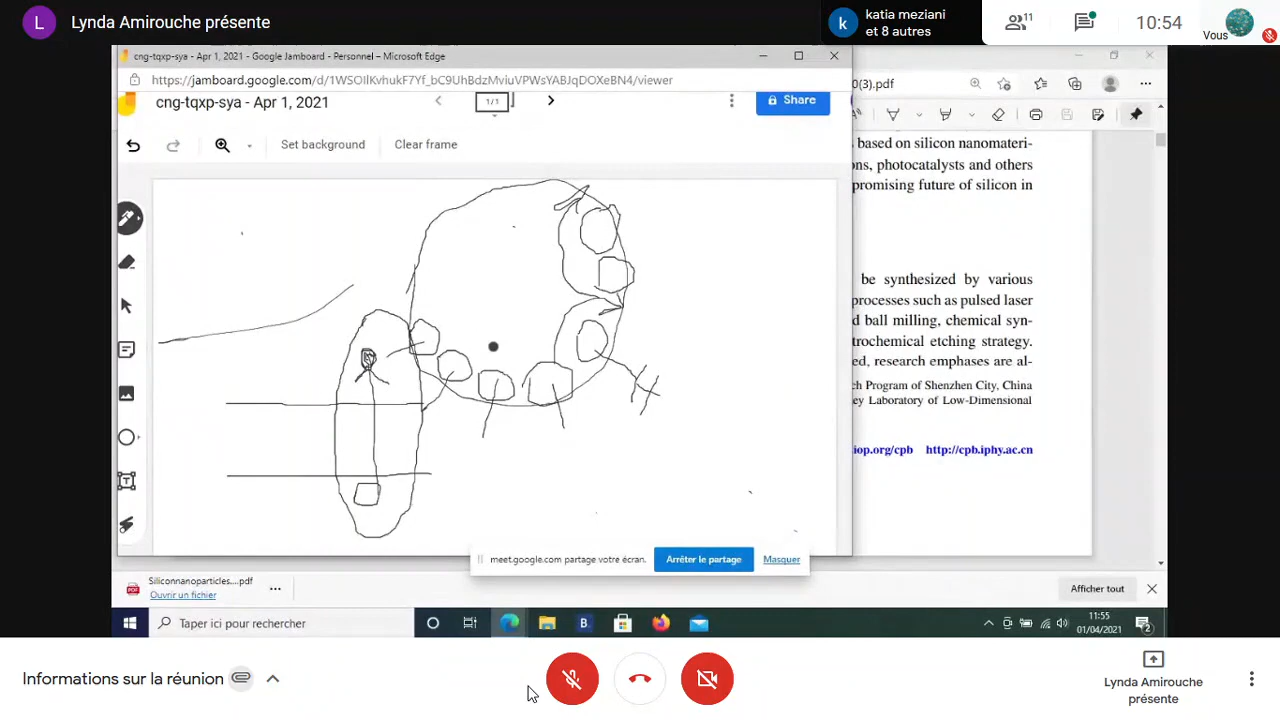 L Lynda Amirouche présente
k katia meziani
et 8 autres
11
10:54
Vous
cng-tqxp-sya - Apr 1, 2021 - Google Jamboard - Personnel - Microsoft Edge
https://jamboard.google.com/d/1WSOIlKvhukF7Yf_bC9UhBdzMviuVPWsYABJqDOXeBN4/viewer
0(3).pdf
cng-tqxp-sya - Apr 1, 2021
1/1
Share
Set background
Clear frame
based on silicon nanomateri-
ons, photocatalysts and others
promising future of silicon in
be synthesized by various
processes such as pulsed laser
d ball milling, chemical syn-
trochemical etching strategy.
ed, research emphases are al-
ch Program of Shenzhen City, China
ey Laboratory of Low-Dimensional
iop.org/cpb http://cpb.iphy.ac.cn
meet.google.com partage votre écran.
Arrêter le partage
Masquer
Siliconnanoparticles....pdf
Ouvrir un fichier
Afficher tout
Taper ici pour rechercher
11:55
01/04/2021
2
Informations sur la réunion
Lynda Amirouche
présente